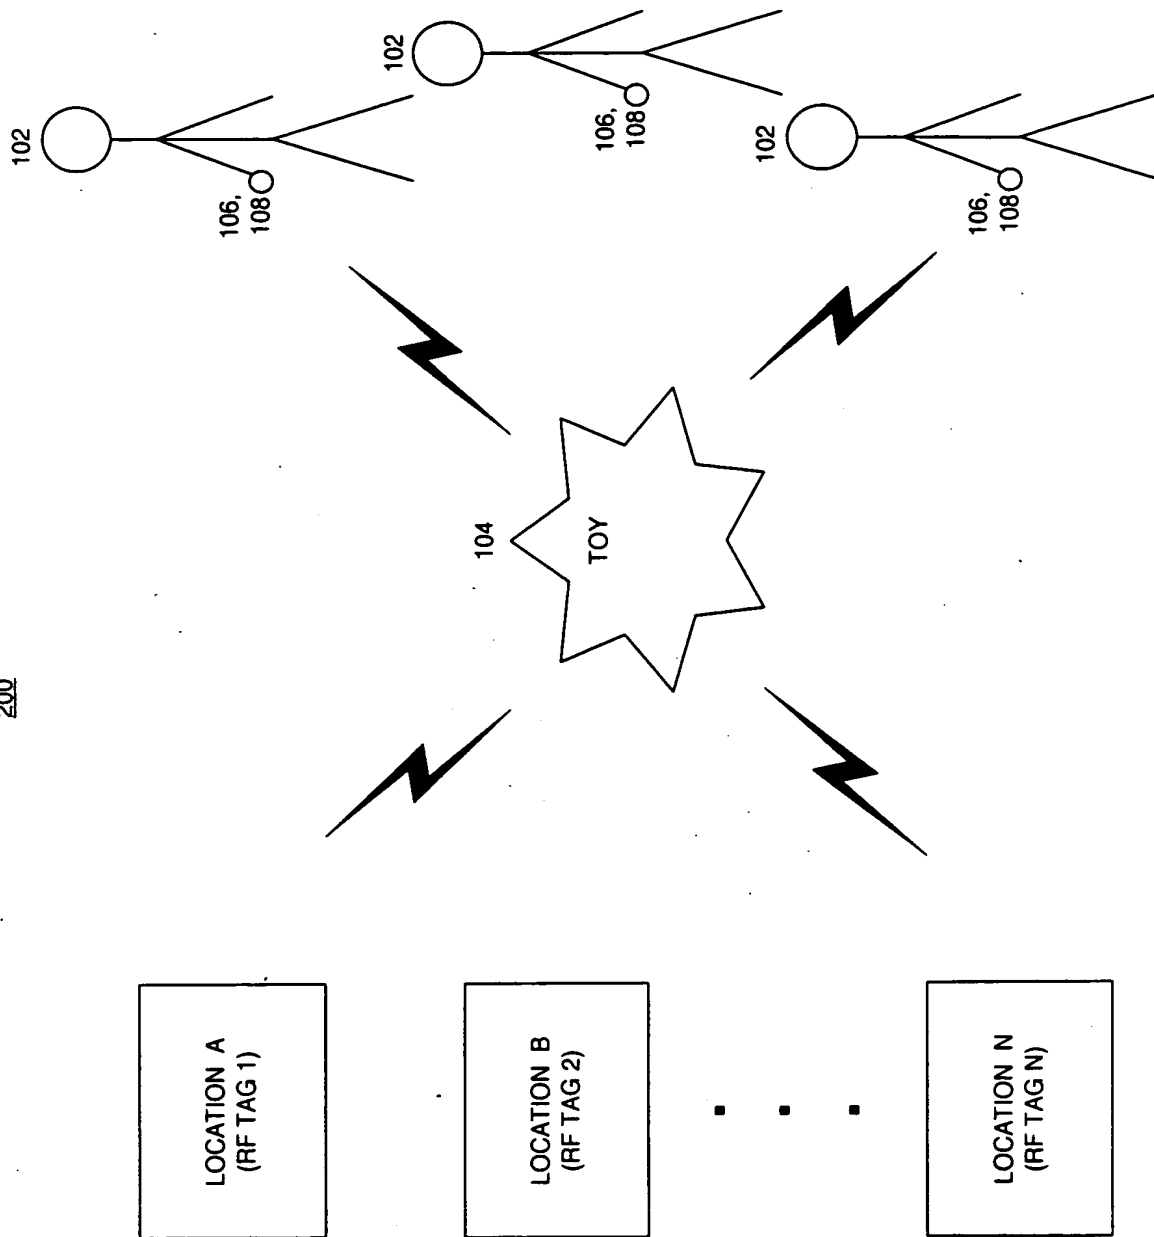 200
102
106,
108
102
106,
108
102
106,
108
104
TOY
LOCATION A
(RF TAG 1)
LOCATION B
(RF TAG 2)
LOCATION N
(RF TAG N)